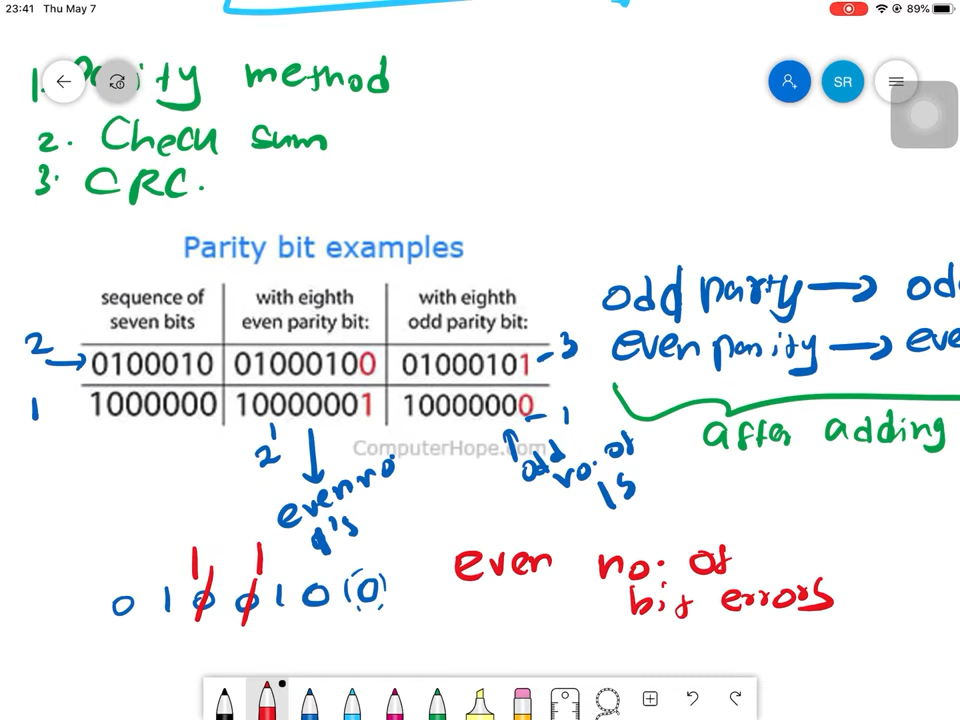 23:41 Thu May 7
89%
SR
1. Parity method
2. Check sum
3. CRC.
Parity bit examples
sequence of seven bits
with eighth even parity bit:
with eighth odd parity bit:
odd party → od
even parity → eve
2 → 0100010
01000100
01000101 - 3
1 1000000
10000001
10000000 - 1
after adding
ComputerHope.com
2
even no. 1's
odd no. of 1s
1 1
0 1 0 0 1 0 (0)
even no. of
bit errors